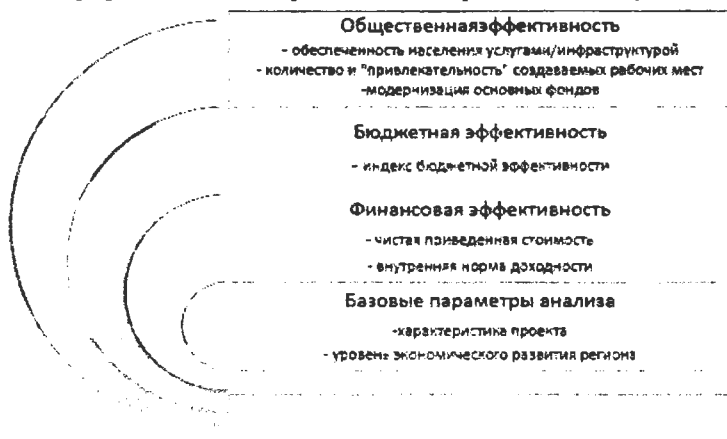 Общественнаяэффективность
- обеспеченность населения услугами/инфраструктурой
- количество и "привлекательность" создаваемых рабочих мест
-модернизация основных фондов
Бюджетная эффективность
- индекс бюджетной эффективности
Финансовая эффективность
- чистая приведенная стоимость
- внутренняя норма доходности
Базовые параметры анализа
-характеристика проекта
- уровень экономического развития региона